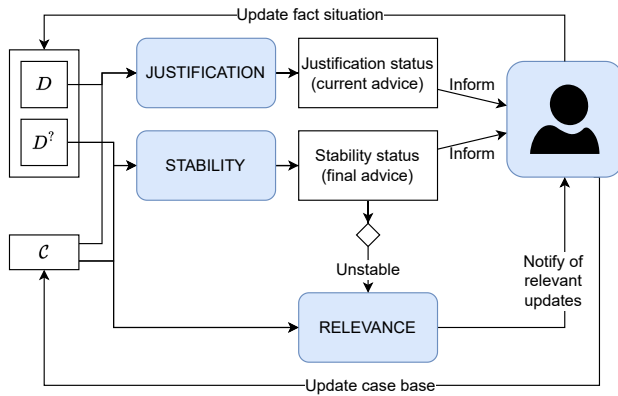 Update fact situation
D
JUSTIFICATION
Justification status
(current advice)
Inform
D?
STABILITY
Stability status
(final advice)
Inform
C
Unstable
Notify of
relevant
updates
RELEVANCE
Update case base